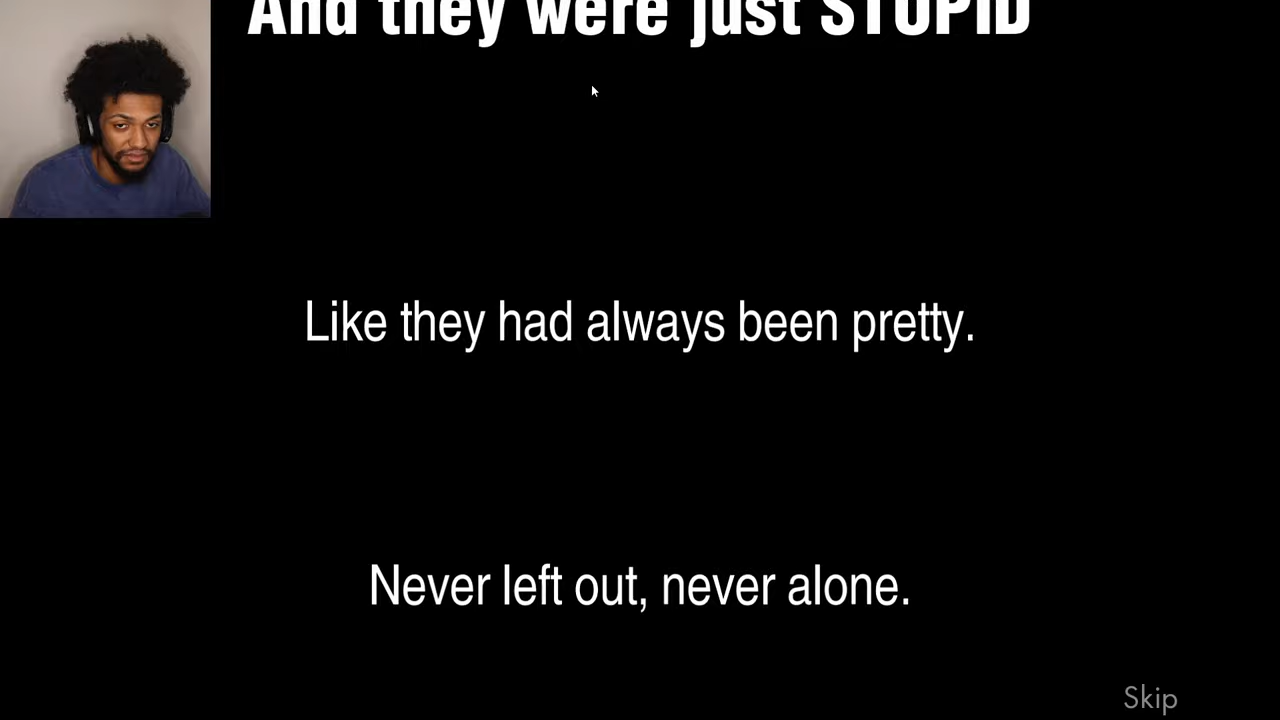 And they were just STUPID
Like they had always been pretty.
Never left out, never alone.
Skip